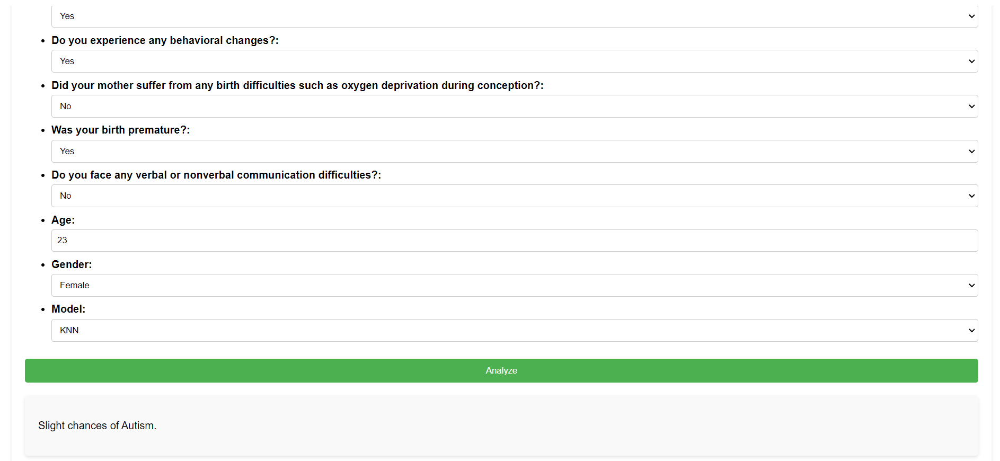 Yes
Do you experience any behavioral changes?:
Yes
Did your mother suffer from any birth difficulties such as oxygen deprivation during conception?:
No
Was your birth premature?:
Yes
Do you face any verbal or nonverbal communication difficulties?:
No
Age:
23
Gender:
Female
Model:
KNN
Analyze
Slight chances of Autism.